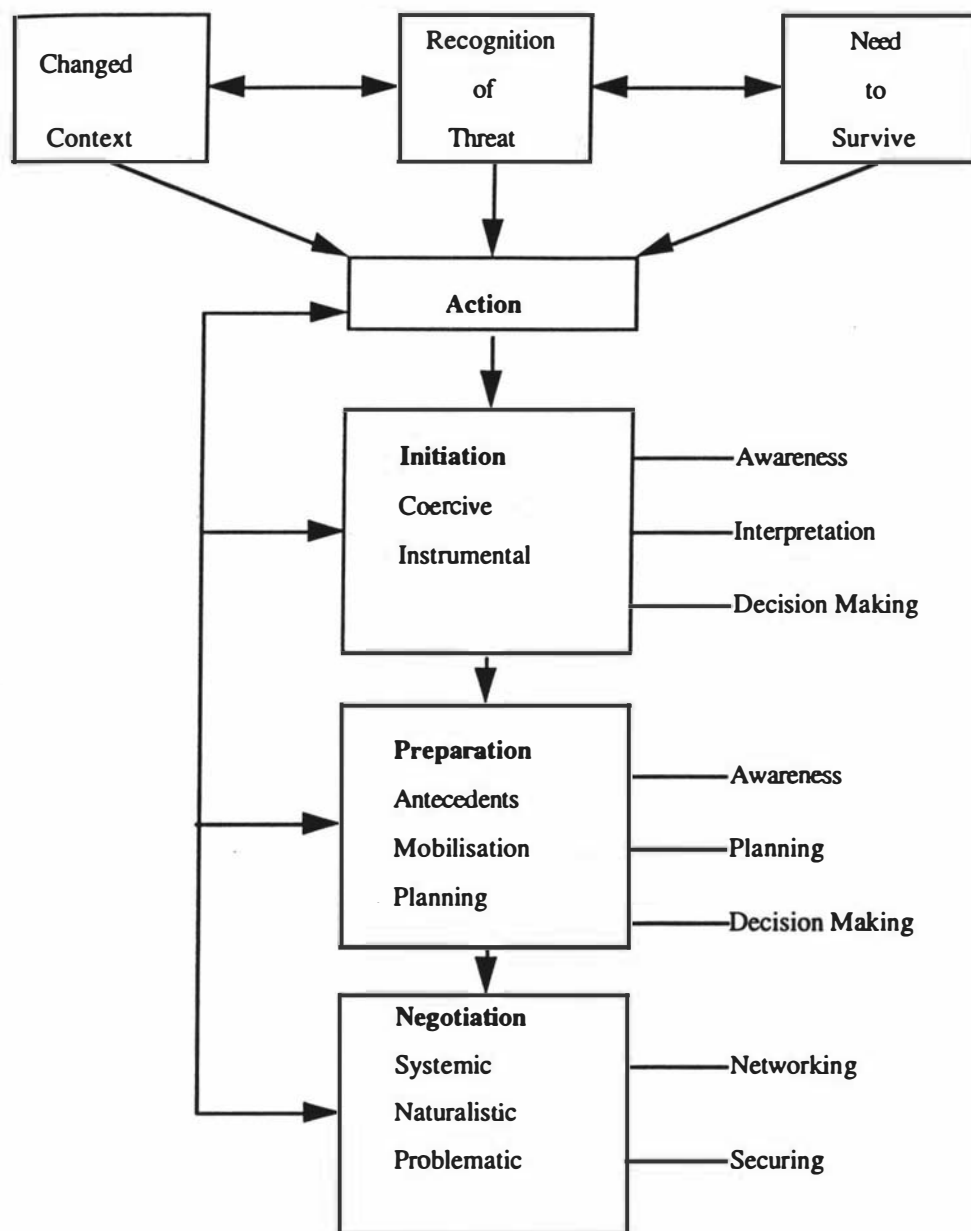 Changed
Context
Recognition
of
Threat
Need
to
Survive
Action
Initiation
Coercive
Instrumental
Awareness
Interpretation
Decision Making
Preparation
Antecedents
Mobilisation
Planning
Awareness
Planning
Decision Making
Negotiation
Systemic
Naturalistic
Problematic
Networking
Securing